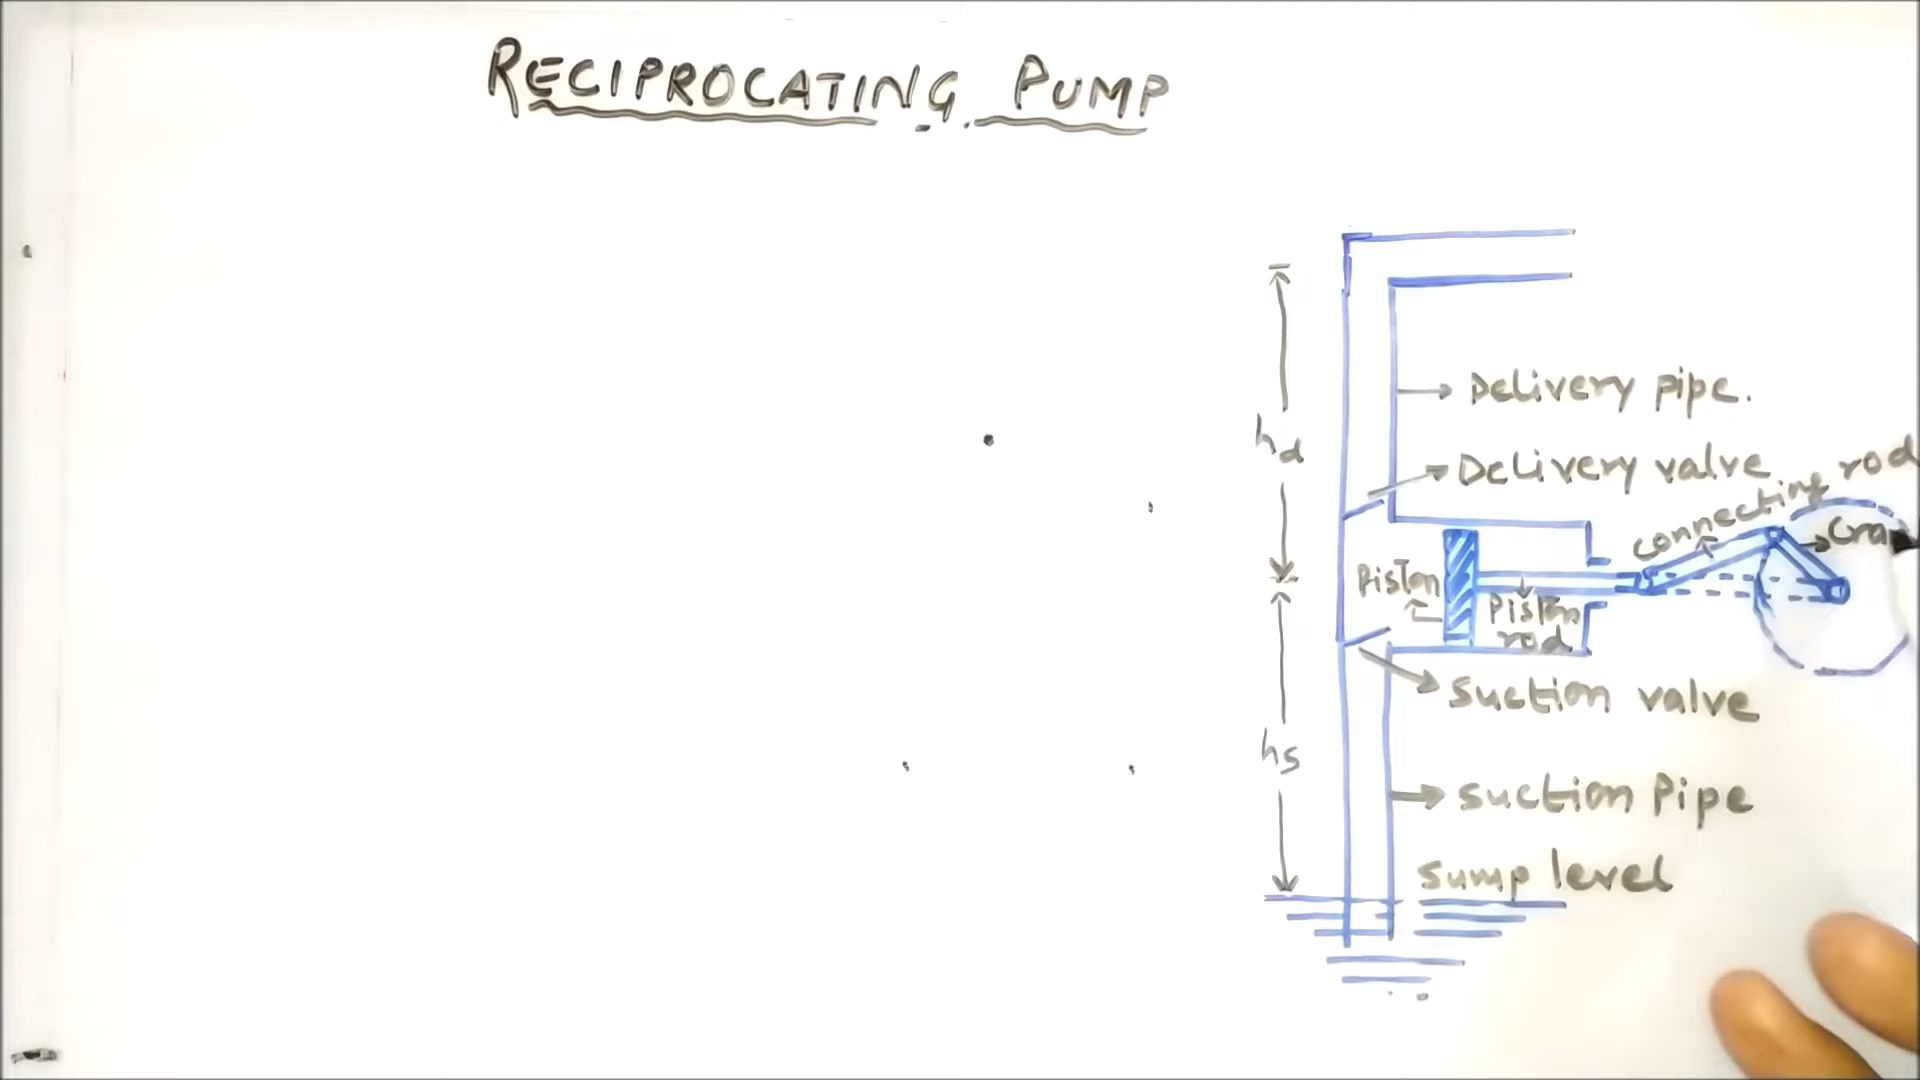 RECIPROCATING PUMP
Delivery pipe.
hd
Delivery valve
connecting rod
Piston
Piston
rod
suction valve
hs
suction Pipe
sump level